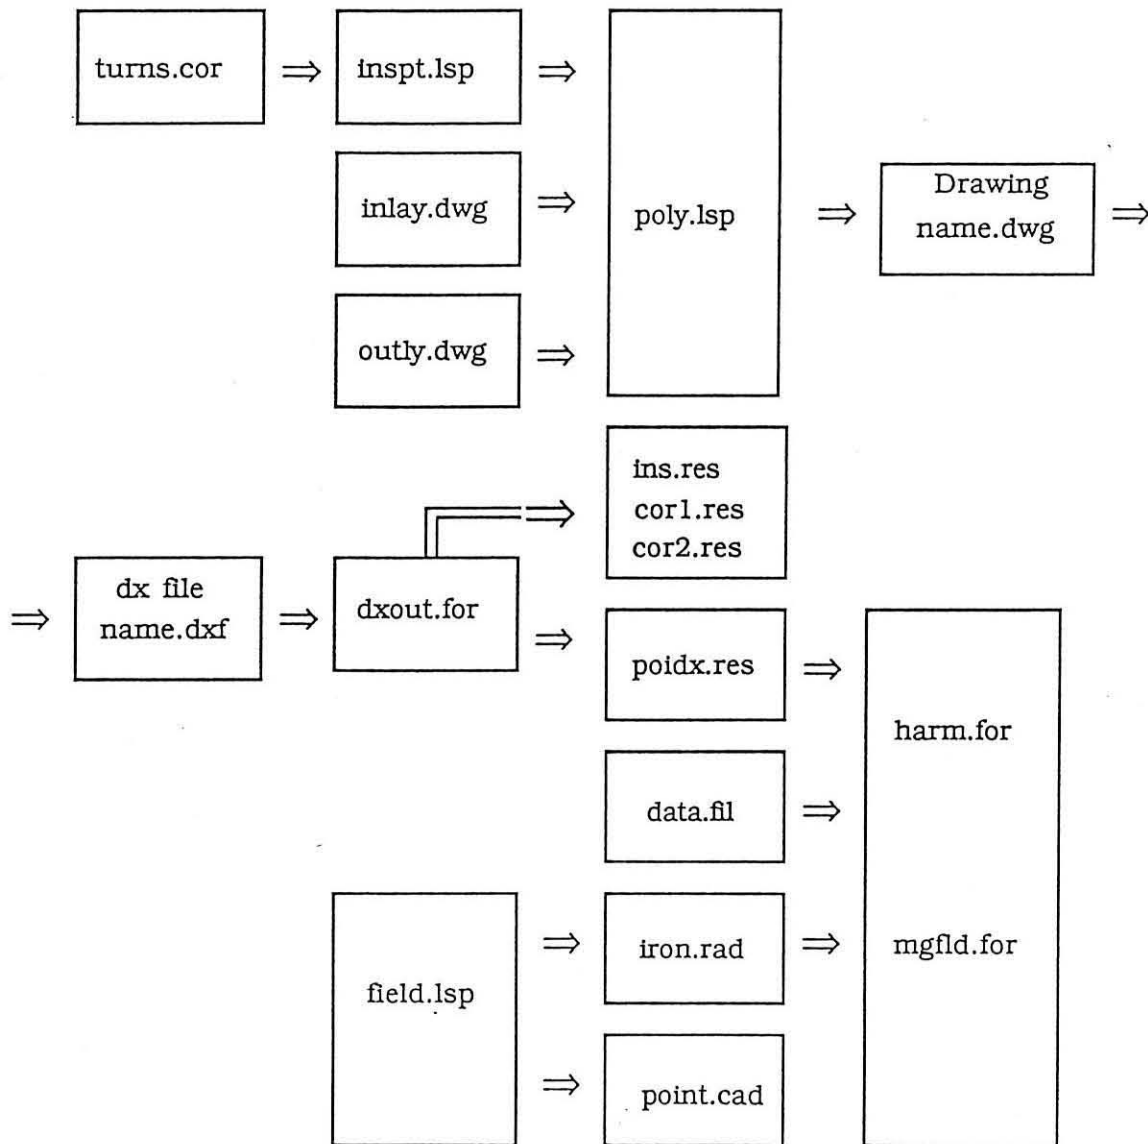 turns.cor
inspt.lsp
inlay.dwg
outly.dwg
poly.lsp
Drawing
name.dwg
ins.res
cor1.res
cor2.res
dx file
name.dxf
dxout.for
poidx.res
data.fil
iron.rad
point.cad
field.lsp
harm.for
mgfld.for